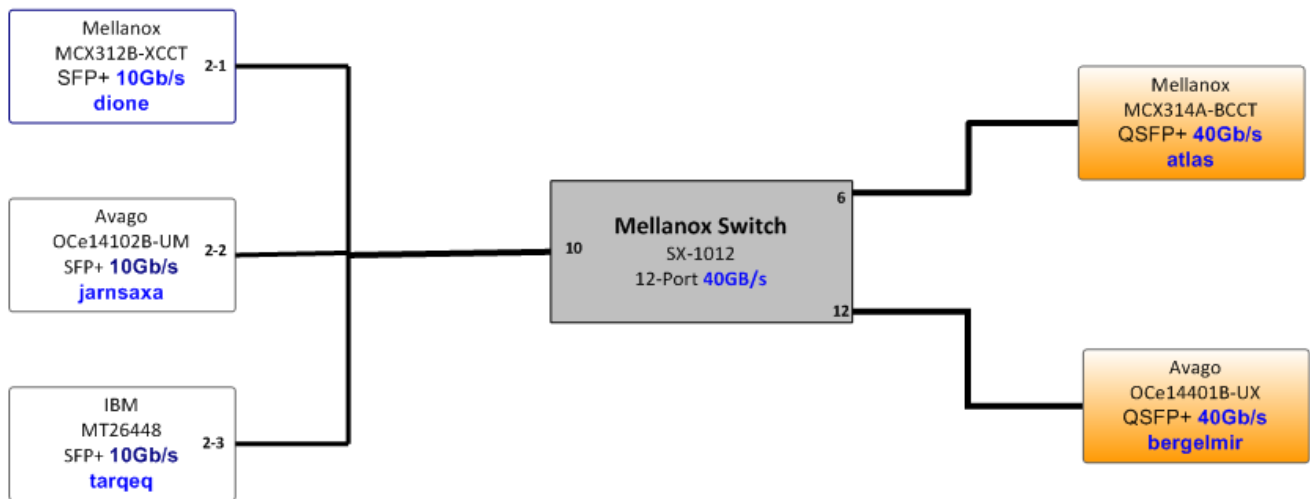 Mellanox
MCX312B-XCCT
SFP+ 10Gb/s
dione
2-1
Avago
OCe14102B-UM
SFP+ 10Gb/s
jarnsaxa
2-2
IBM
MT26448
SFP+ 10Gb/s
tarqeq
2-3
10
Mellanox Switch
SX-1012
12-Port 40GB/s
6
12
Mellanox
MCX314A-BCCT
QSFP+ 40Gb/s
atlas
Avago
OCe14401B-UX
QSFP+ 40Gb/s
bergelmir